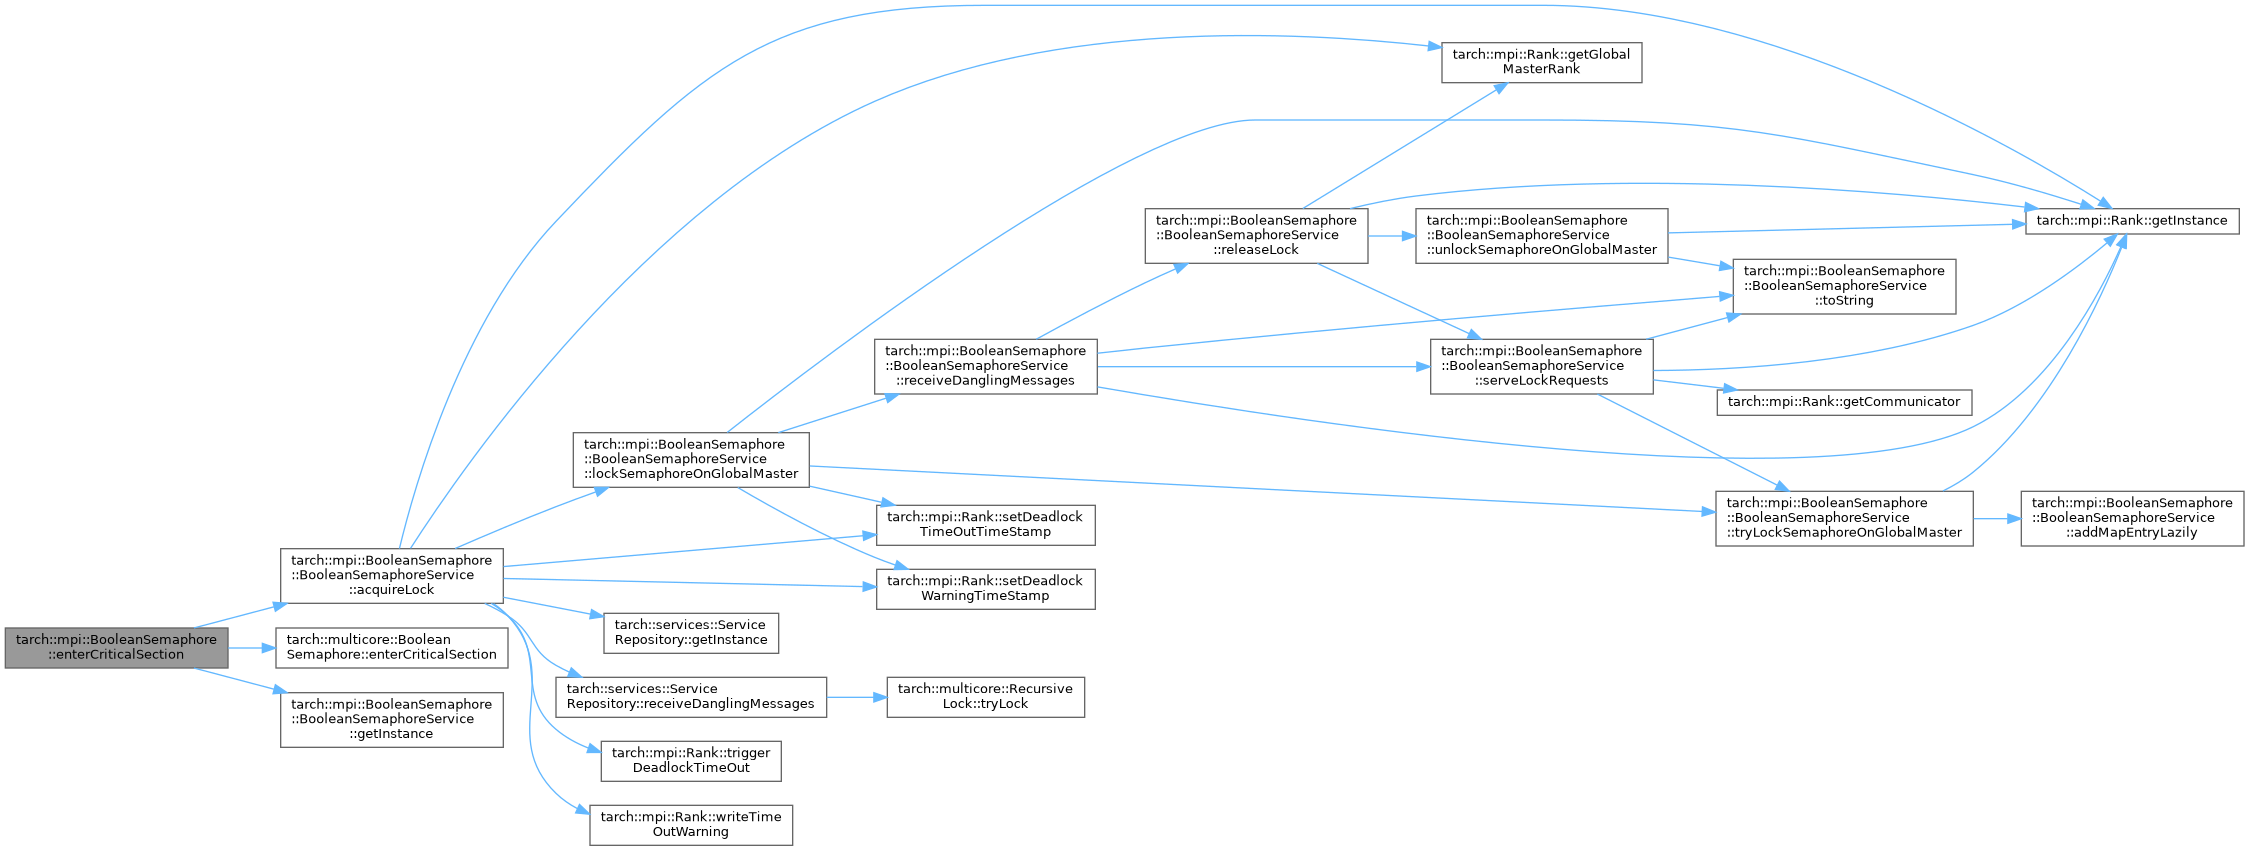 tarch::mpi::BooleanSemaphore
::enterCriticalSection
tarch::mpi::BooleanSemaphore
::BooleanSemaphoreService
::acquireLock
tarch::multicore::Boolean
Semaphore::enterCriticalSection
tarch::mpi::BooleanSemaphore
::BooleanSemaphoreService
::getInstance
tarch::mpi::BooleanSemaphore
::BooleanSemaphoreService
::lockSemaphoreOnGlobalMaster
tarch::services::Service
Repository::getInstance
tarch::services::Service
Repository::receiveDanglingMessages
tarch::mpi::Rank::trigger
DeadlockTimeOut
tarch::mpi::Rank::writeTime
OutWarning
tarch::mpi::BooleanSemaphore
::BooleanSemaphoreService
::receiveDanglingMessages
tarch::mpi::Rank::setDeadlock
TimeOutTimeStamp
tarch::mpi::Rank::setDeadlock
WarningTimeStamp
tarch::multicore::Recursive
Lock::tryLock
tarch::mpi::BooleanSemaphore
::BooleanSemaphoreService
::releaseLock
tarch::mpi::Rank::getGlobal
MasterRank
tarch::mpi::BooleanSemaphore
::BooleanSemaphoreService
::unlockSemaphoreOnGlobalMaster
tarch::mpi::BooleanSemaphore
::BooleanSemaphoreService
::serveLockRequests
tarch::mpi::BooleanSemaphore
::BooleanSemaphoreService
::toString
tarch::mpi::Rank::getCommunicator
tarch::mpi::BooleanSemaphore
::BooleanSemaphoreService
::tryLockSemaphoreOnGlobalMaster
tarch::mpi::Rank::getInstance
tarch::mpi::BooleanSemaphore
::BooleanSemaphoreService
::addMapEntryLazily